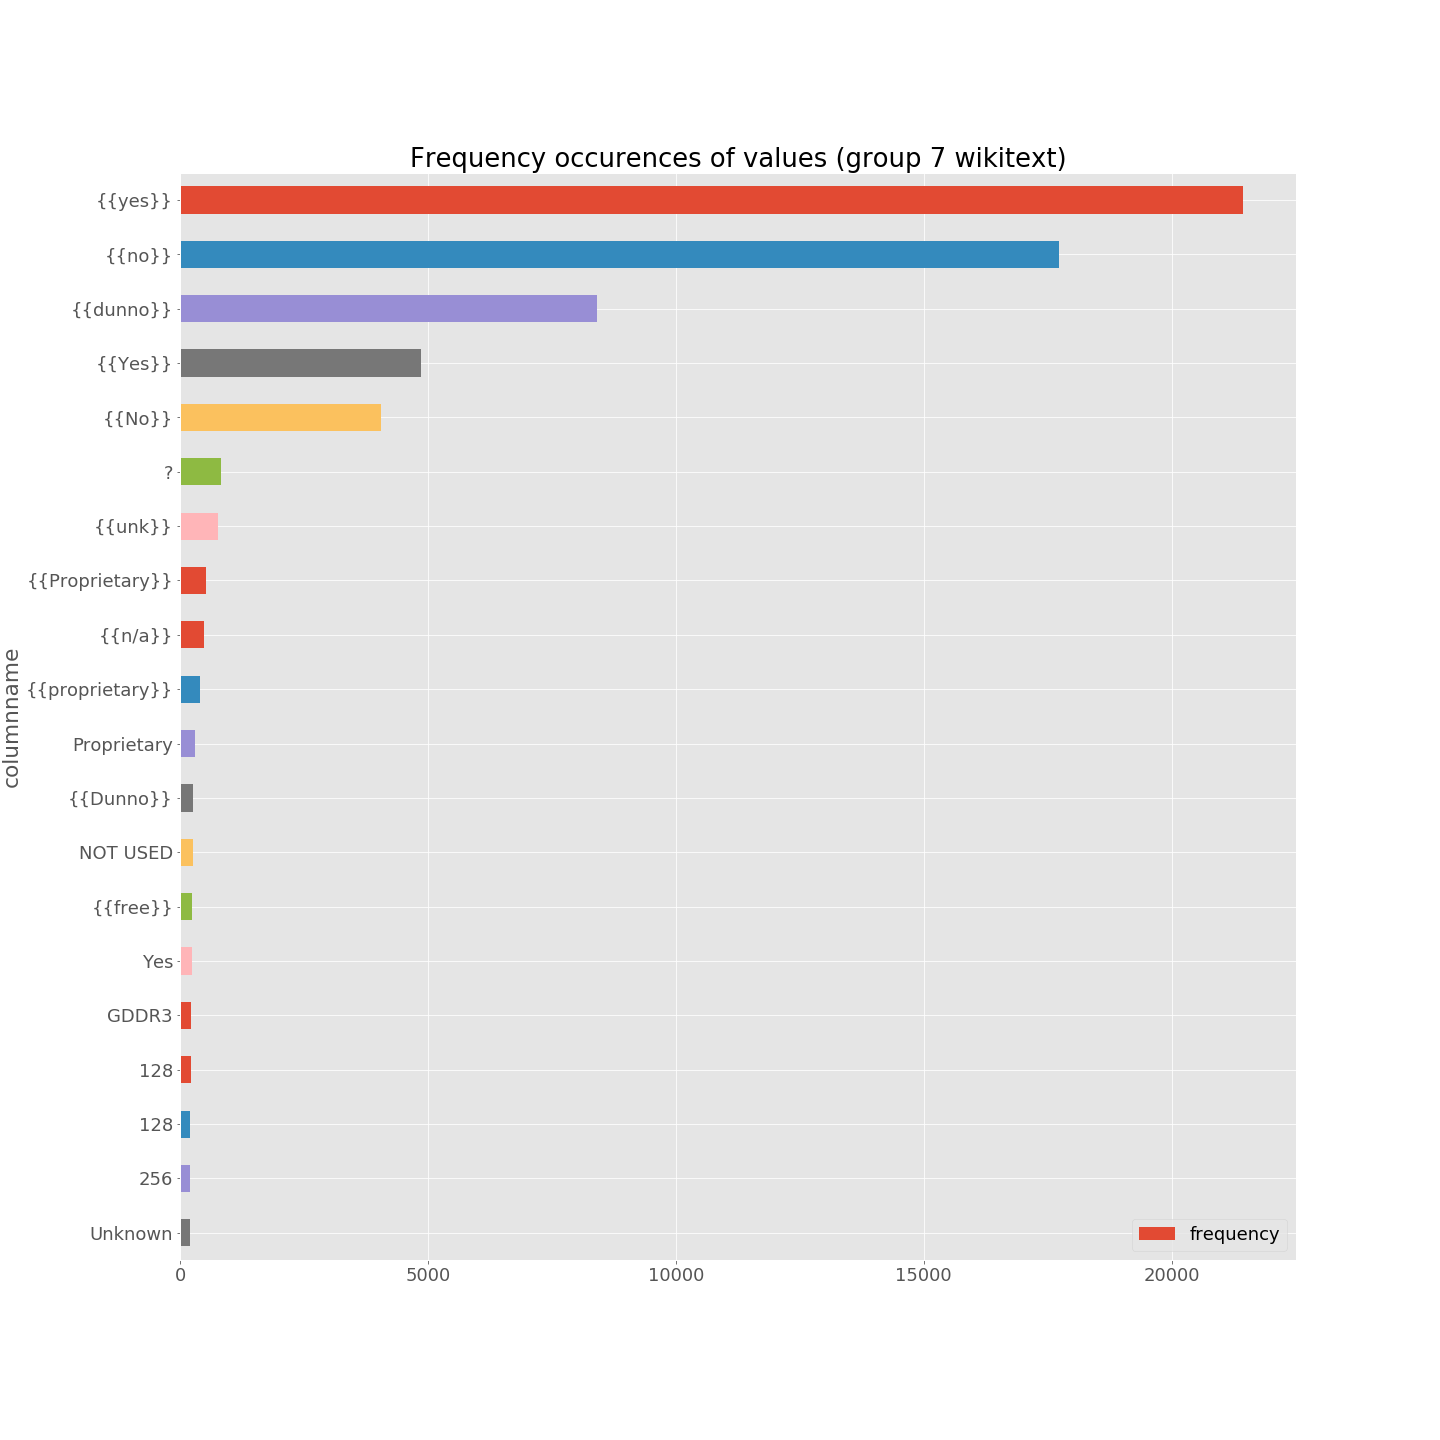 Frequency occurences of values (group 7 wikitext)
{{yes}}
{{no}}
{{dunno}}
{{Yes}}
{{No}}
?
{{unk}}
{{Proprietary}}
{{n/a}}
{{proprietary}}
Proprietary
{{Dunno}}
NOT USED
{{free}}
Yes
GDDR3
128
128
256
Unknown
columnname
frequency
0 5000 10000 15000 20000